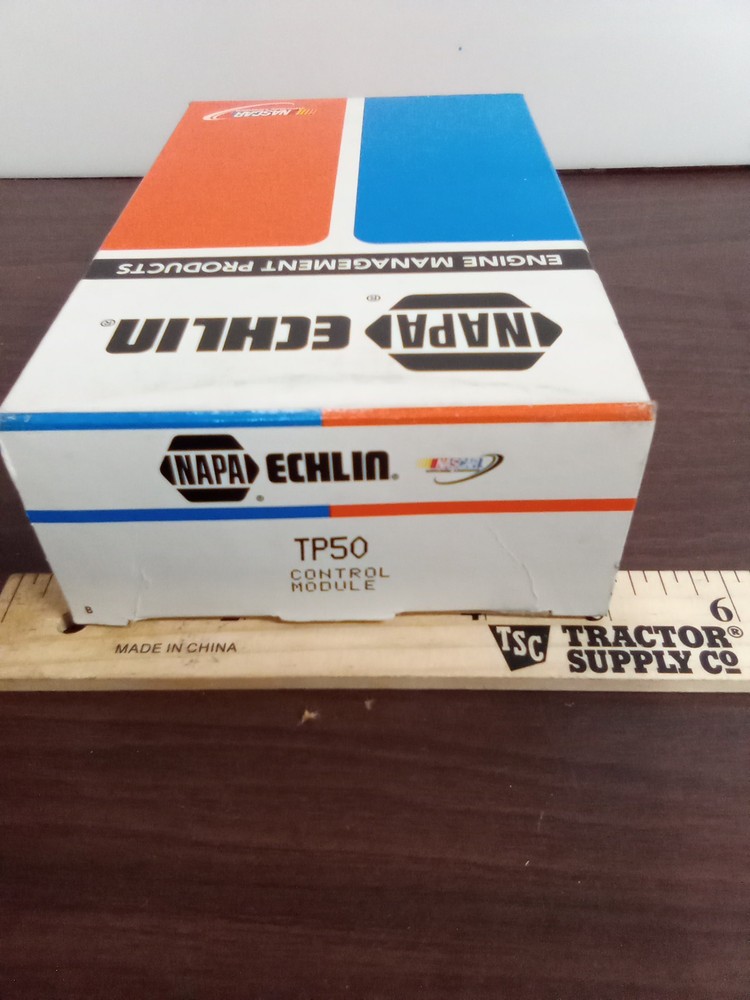 NASCAR
ENGINE MANAGEMENT PRODUCTS
NAPA ECHLIN®
®
NAPA ECHLIN®
®
NASCAR
TP50
CONTROL
MODULE
B
6
MADE IN CHINA
TSC TRACTOR®
SUPPLY CO